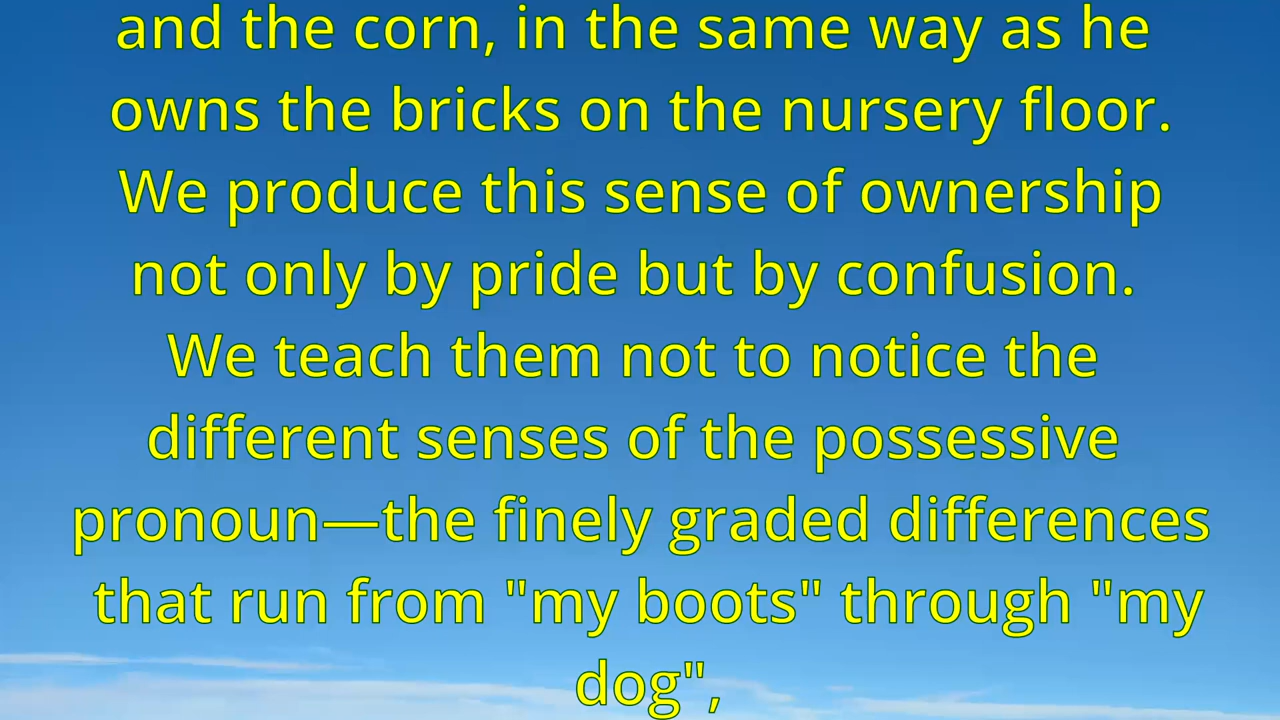 and the corn, in the same way as he
owns the bricks on the nursery floor.
We produce this sense of ownership
not only by pride but by confusion.
We teach them not to notice the
different senses of the possessive
pronoun—the finely graded differences
that run from "my boots" through "my
dog",